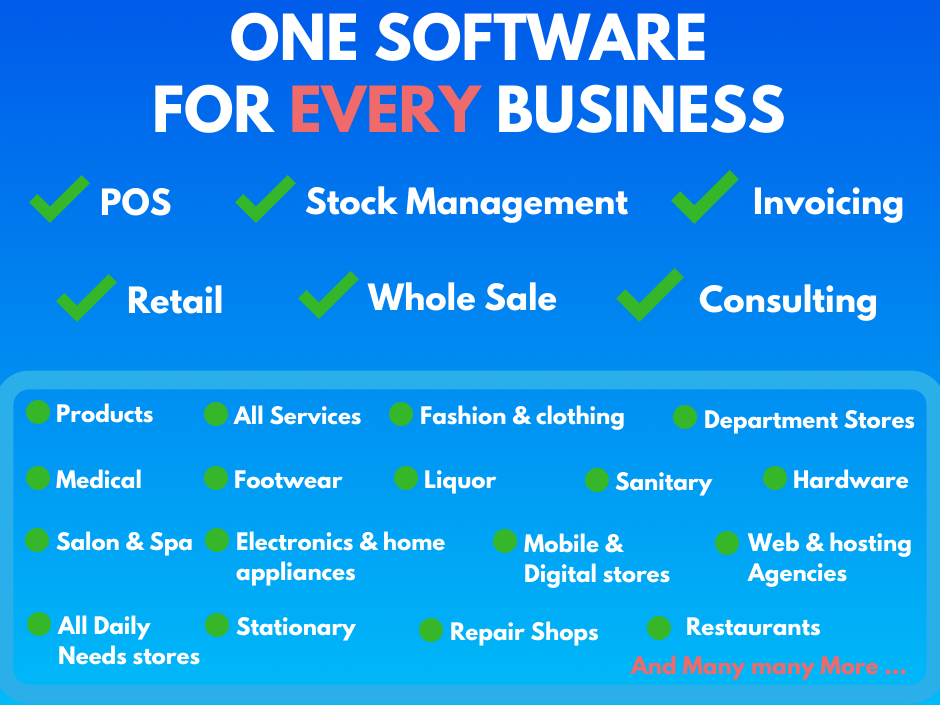 ONE SOFTWARE
FOR EVERY BUSINESS
POS
Stock Management
Invoicing
Retail
Whole Sale
Consulting
Products
All Services
Fashion & clothing
Department Stores
Medical
Footwear
Liquor
Sanitary
Hardware
Salon & Spa
Electronics & home
appliances
Mobile &
Digital stores
Web & hosting
Agencies
All Daily
Needs stores
Stationary
Repair Shops
Restaurants
And Many many More ...